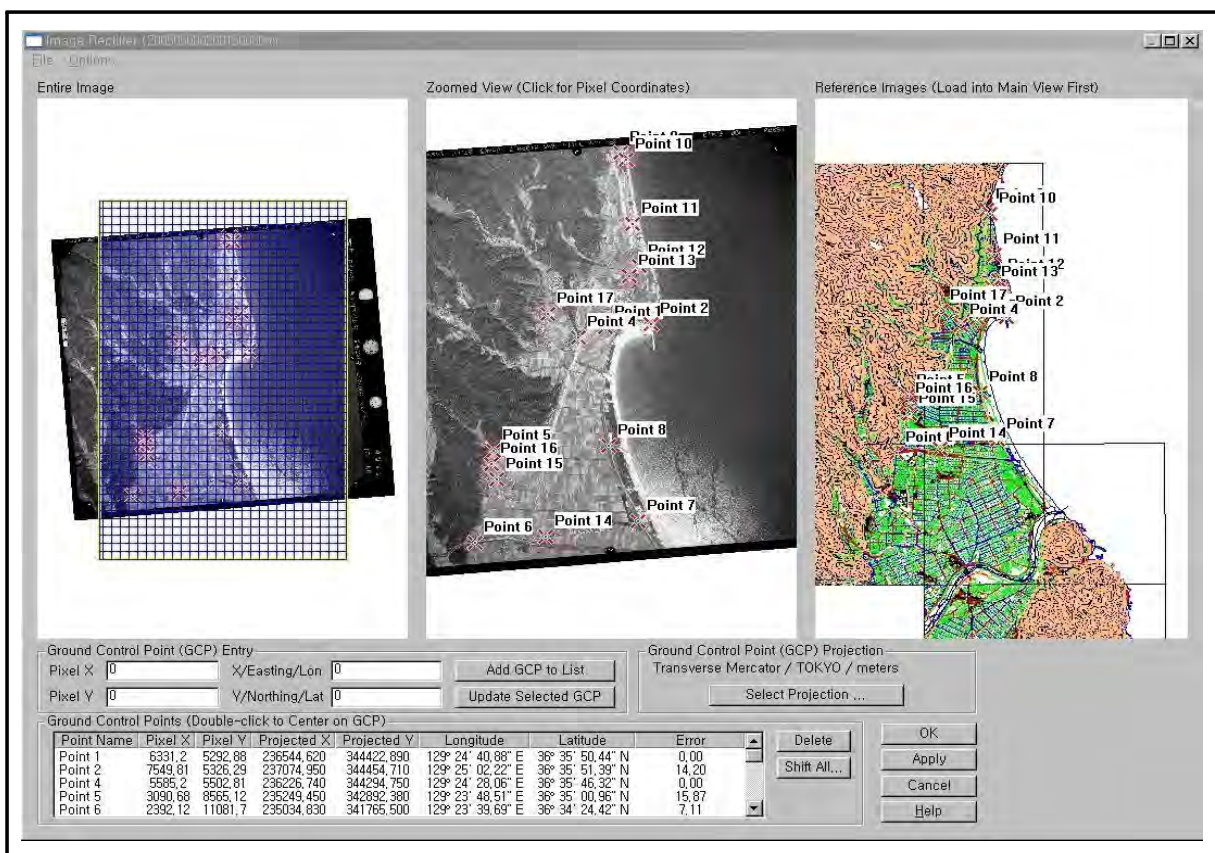 Image Rectifier
File Options
Entire Image
Zoomed View (Click for Pixel Coordinates)
Reference Images (Load into Main View First)
Point 10
Point 11
Point 12
Point 13
Point 17
Point 1
Point 2
Point 4
Point 8
Point 5
Point 16
Point 15
Point 7
Point 14
Point 6
Point 10
Point 11
Point 13
Point 17
Point 2
Point 4
Point 8
Point 16
Point 15
Point 7
Point 14
Ground Control Point (GCP) Entry
Pixel X 0 X/Easting/Lon 0 Add GCP to List
Pixel Y 0 Y/Northing/Lat 0 Update Selected GCP
Ground Control Point (GCP) Projection
Transverse Mercator / TOKYO / meters
Select Projection ...
Ground Control Points (Double-click to Center on GCP)
Point Name Pixel X Pixel Y Projected X Projected Y Longitude Latitude Error
Point 1 6331,2 5292,68 236544,620 344422,890 129° 24' 40,88" E 36° 35' 50,44" N 0,00
Point 2 7549,81 5326,29 237074,950 344454,710 129° 25' 02,22" E 36° 35' 51,39" N 14,20
Point 4 5585,2 5502,81 236226,740 344294,750 129° 24' 28,06" E 36° 35' 46,32" N 0,00
Point 5 3090,68 8565,12 235249,450 342892,380 129° 23' 48,51" E 36° 35' 00,96" N 15,87
Point 6 2392,12 11081,7 235034,830 341765,500 129° 23' 39,69" E 36° 34' 24,42" N 7,11
Delete
Shift All...
OK
Apply
Cancel
Help